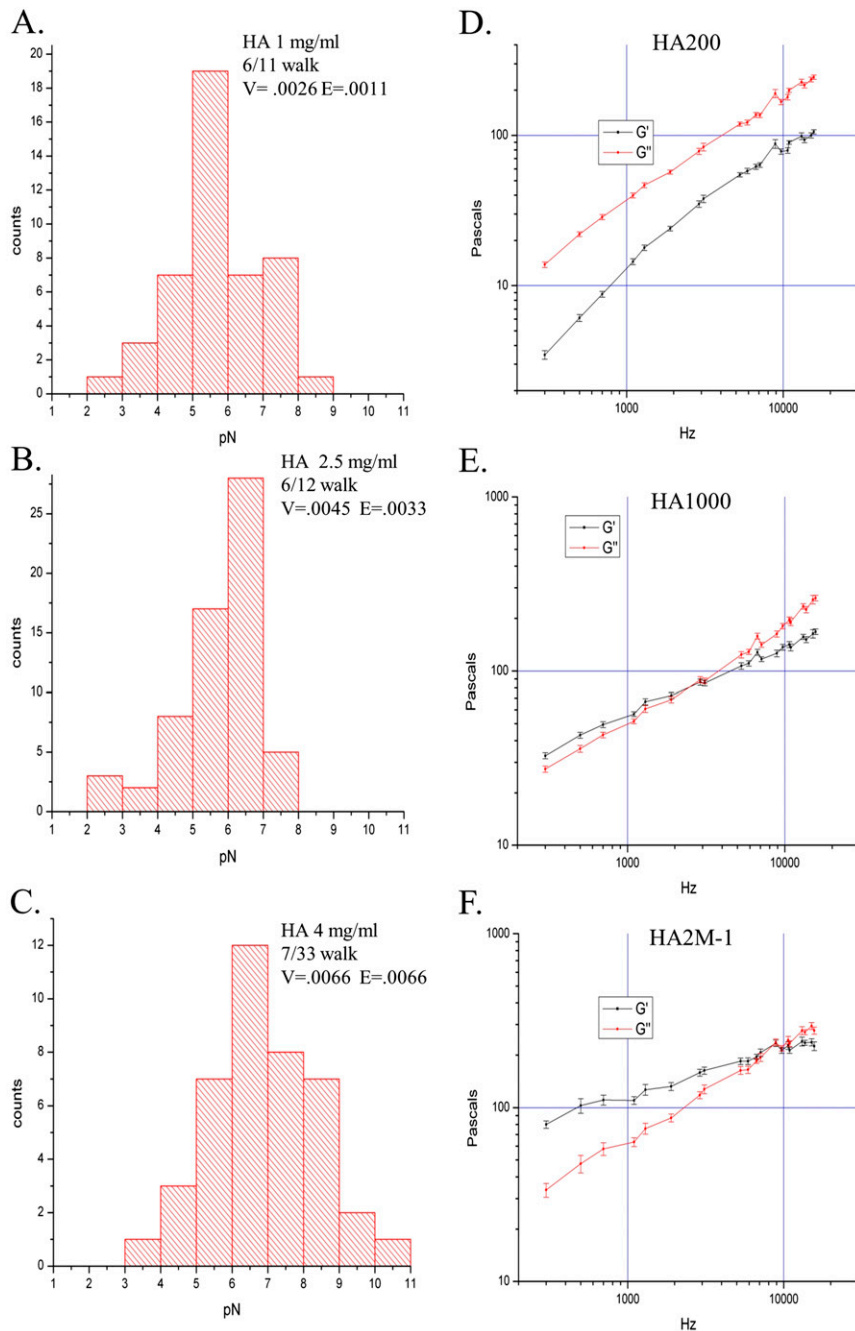 A.
HA 1 mg/ml
6/11 walk
V= .0026 E=.0011
20
18
16
14
12
10
8
6
4
2
0
counts
1 2 3 4 5 6 7 8 9 10 11
pN
B.
HA 2.5 mg/ml
6/12 walk
V=.0045 E=.0033
25
20
15
10
5
0
counts
1 2 3 4 5 6 7 8 9 10 11
pN
C.
HA 4 mg/ml
7/33 walk
V=.0066 E=.0066
12
10
8
6
4
2
0
counts
1 2 3 4 5 6 7 8 9 10 11
pN
D.
HA200
G'
G"
100
10
Pascals
1000 10000
Hz
E.
HA1000
G'
G"
1000
100
10
Pascals
1000 10000
Hz
F.
HA2M-1
G'
G"
1000
100
10
Pascals
1000 10000
Hz